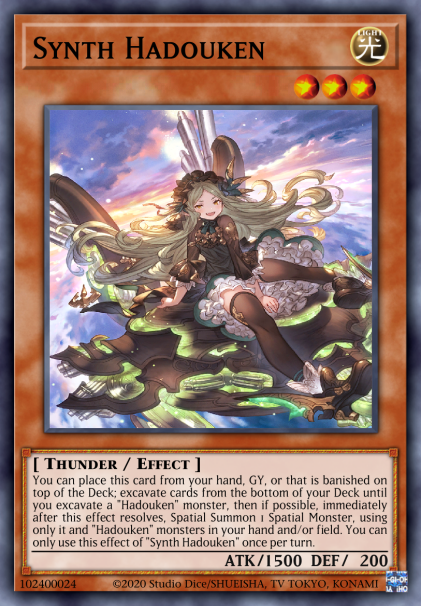 SYNTH HADOUKEN
LIGHT
光
[ THUNDER / EFFECT ]
You can place this card from your hand, GY, or that is banished on
top of the Deck; excavate cards from the bottom of your Deck until
you excavate a "Hadouken" monster, then if possible, immediately
after this effect resolves, Spatial Summon 1 Spatial Monster, using
only it and "Hadouken" monsters in your hand and/or field. You can
only use this effect of "Synth Hadouken" once per turn.
ATK/1500 DEF/ 200
102400024 ©2020 Studio Dice/SHUEISHA, TV TOKYO, KONAMI